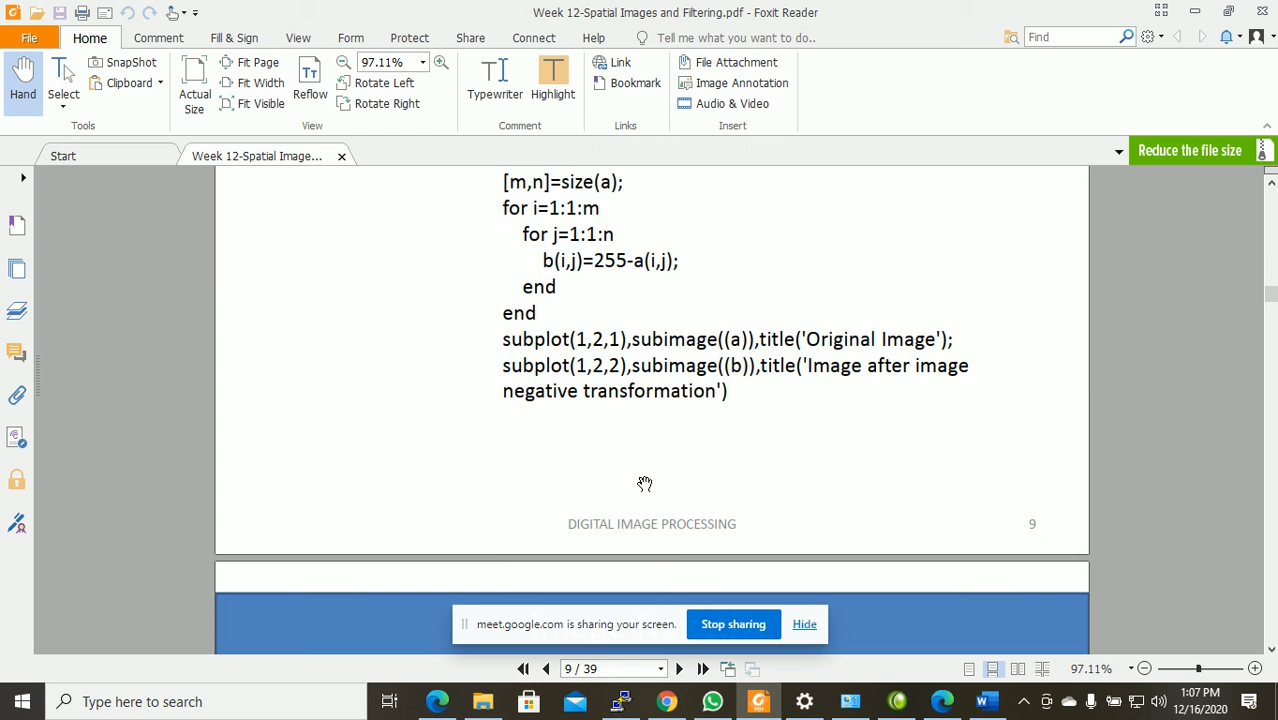 Week 12-Spatial Images and Filtering.pdf - Foxit Reader
File Home Comment Fill & Sign View Form Protect Share Connect Help Tell me what you want to do.. Find
Hand
Select
SnapShot
Clipboard
Tools
Actual Size
Fit Page
Fit Width
Fit Visible
Reflow
97.11%
Rotate Left
Rotate Right
View
Typewriter
Highlight
Comment
Link
Bookmark
Links
File Attachment
Image Annotation
Audio & Video
Insert
Start
Week 12-Spatial Image...
Reduce the file size
[m,n]=size(a);
for i=1:1:m
for j=1:1:n
b(i,j)=255-a(i,j);
end
end
subplot(1,2,1),subimage((a)),title('Original Image');
subplot(1,2,2),subimage((b)),title('Image after image
negative transformation')
DIGITAL IMAGE PROCESSING 9
meet.google.com is sharing your screen. Stop sharing Hide
9 / 39 97.11%
Type here to search
1:07 PM
12/16/2020